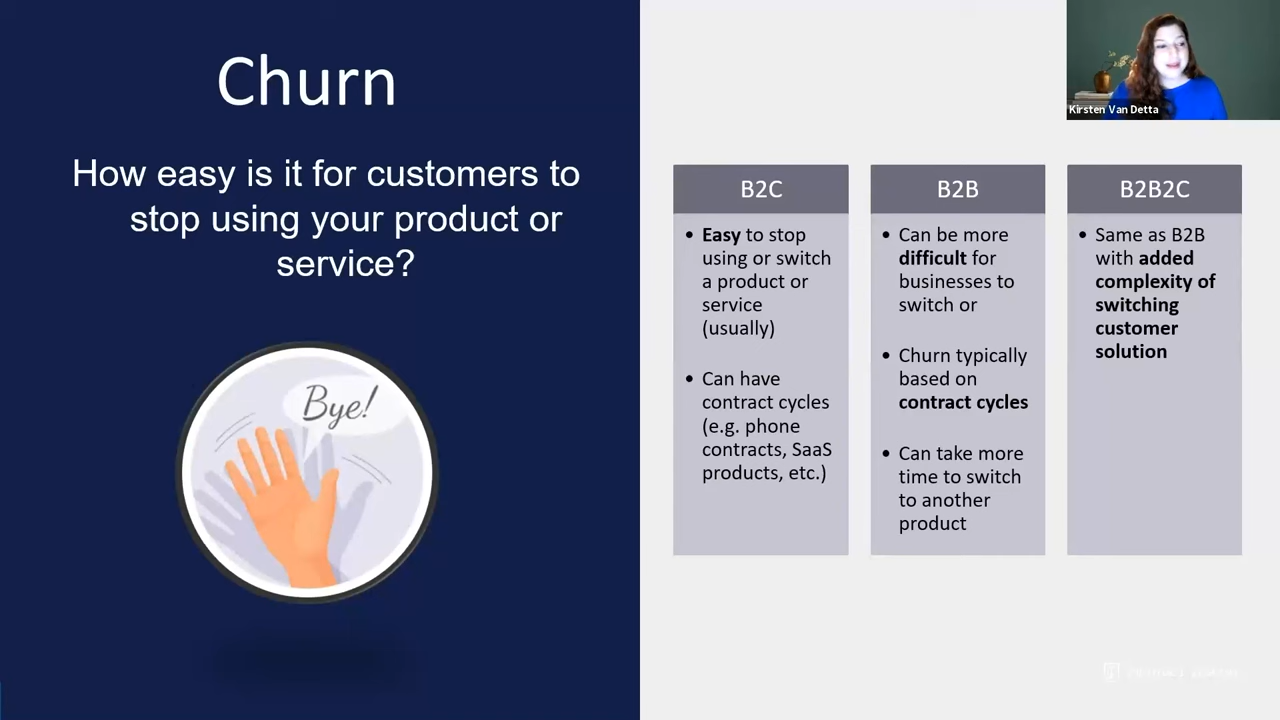 Churn
How easy is it for customers to
stop using your product or
service?
Bye!
Kirsten Van Detta
B2C
• Easy to stop
using or switch
a product or
service
(usually)
• Can have
contract cycles
(e.g. phone
contracts, SaaS
products, etc.)
B2B
• Can be more
difficult for
businesses to
switch or
• Churn typically
based on
contract cycles
• Can take more
time to switch
to another
product
B2B2C
• Same as B2B
with added
complexity of
switching
customer
solution